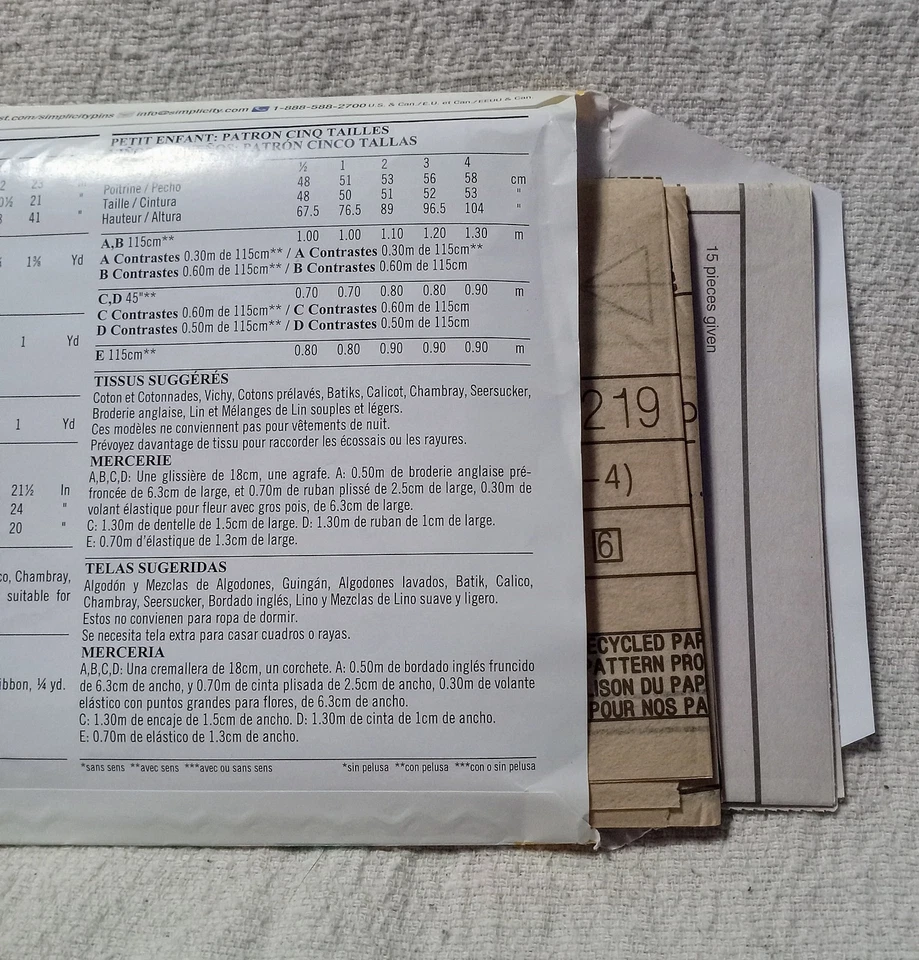 st.com/simplicitypins info@simplicity.com 1-888-588-2700 U.S. & Can./E.U. et Can./EEUU & Can.
PETIT ENFANT: PATRON CINQ TAILLES
PATRÓN CINCO TALLAS
½ 1 2 3 4
Poitrine / Pecho 48 51 53 56 58 cm
Taille / Cintura 48 50 51 52 53 "
Hauteur / Altura 67.5 76.5 89 96.5 104 "
A,B 115cm** 1.00 1.00 1.10 1.20 1.30 m
A Contrastes 0.30m de 115cm** / A Contrastes 0.30m de 115cm**
B Contrastes 0.60m de 115cm** / B Contrastes 0.60m de 115cm
C,D 45"** 0.70 0.70 0.80 0.80 0.90 m
C Contrastes 0.60m de 115cm** / C Contrastes 0.60m de 115cm
D Contrastes 0.50m de 115cm** / D Contrastes 0.50m de 115cm
E 115cm** 0.80 0.80 0.90 0.90 0.90 m
TISSUS SUGGÉRÉS
Coton et Cotonnades, Vichy, Cotons prélavés, Batiks, Calicot, Chambray, Seersucker,
Broderie anglaise, Lin et Mélanges de Lin souples et légers.
Ces modèles ne conviennent pas pour vêtements de nuit.
Prévoyez davantage de tissu pour raccorder les écossais ou les rayures.
MERCERIE
A,B,C,D: Une glissière de 18cm, une agrafe. A: 0.50m de broderie anglaise pré-
froncée de 6.3cm de large, et 0.70m de ruban plissé de 2.5cm de large, 0.30m de
volant élastique pour fleur avec gros pois, de 6.3cm de large.
C: 1.30m de dentelle de 1.5cm de large. D: 1.30m de ruban de 1cm de large.
E: 0.70m d'élastique de 1.3cm de large.
TELAS SUGERIDAS
Algodón y Mezclas de Algodones, Guingán, Algodones lavados, Batik, Calico,
Chambray, Seersucker, Bordado inglés, Lino y Mezclas de Lino suave y ligero.
Estos no convienen para ropa de dormir.
Se necesita tela extra para casar cuadros o rayas.
MERCERIA
A,B,C,D: Una cremallera de 18cm, un corchete. A: 0.50m de bordado inglés fruncido
de 6.3cm de ancho, y 0.70m de cinta plisada de 2.5cm de ancho, 0.30m de volante
elástico con puntos grandes para flores, de 6.3cm de ancho.
C: 1.30m de encaje de 1.5cm de ancho. D: 1.30m de cinta de 1cm de ancho.
E: 0.70m de elástico de 1.3cm de ancho.
*sans sens **avec sens ***avec ou sans sens *sin pelusa **con pelusa ***con o sin pelusa
2 23
0½ 21 "
41 "
1⅜ Yd
1 Yd
1 Yd
21½ In
24 "
20 "
co, Chambray,
suitable for
ibbon, ¼ yd.
219
-4)
6
ECYCLED PAP
PATTERN PRO
ISON DU PAP
POUR NOS PA
15 pieces given